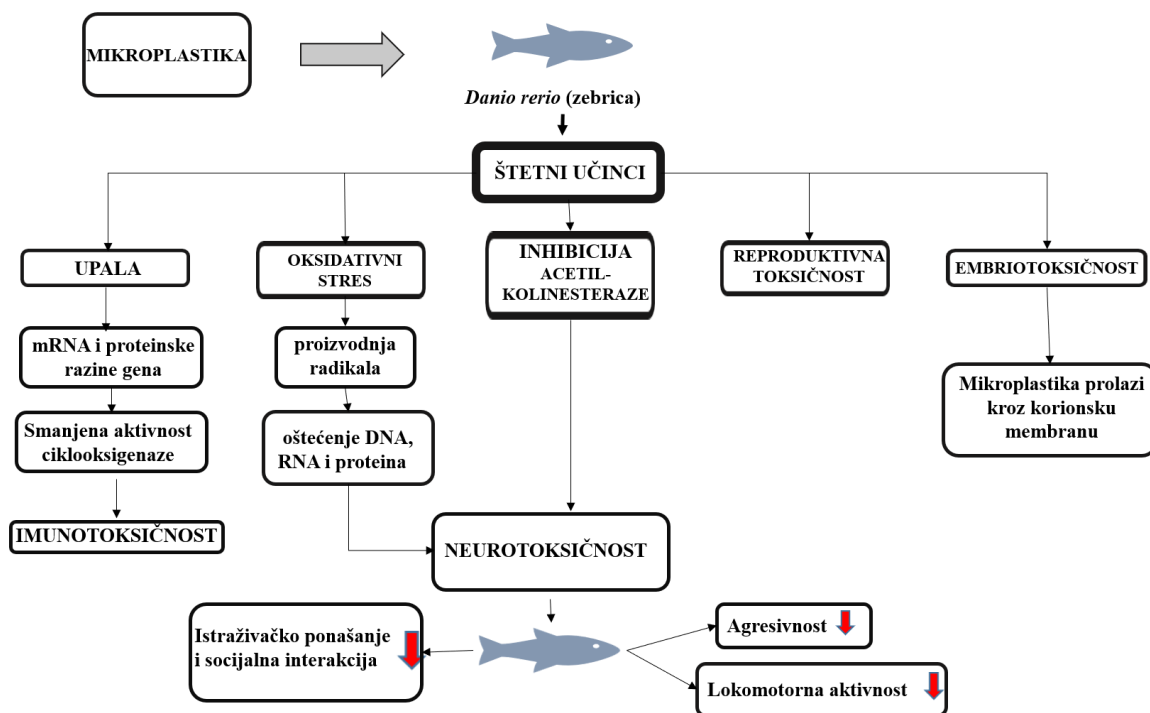 MIKROPLASTIKA
Danio rerio (zebrica)
ŠTETNI UČINCI
UPALA
OKSIDATIVNI
STRES
INHIBICIJA
ACETIL-
KOLINESTERAZE
REPRODUKTIVNA
TOKSIČNOST
EMBRIOTOKSIČNOST
mRNA i proteinske
razine gena
proizvodnja
radikala
Mikroplastika prolazi
kroz korionsku
membranu
Smanjena aktivnost
ciklooksigenaze
oštećenje DNA,
RNA i proteina
IMUNOTOKSIČNOST
NEUROTOKSIČNOST
Istraživačko ponašanje
i socijalna interakcija
Agresivnost
Lokomotorna aktivnost